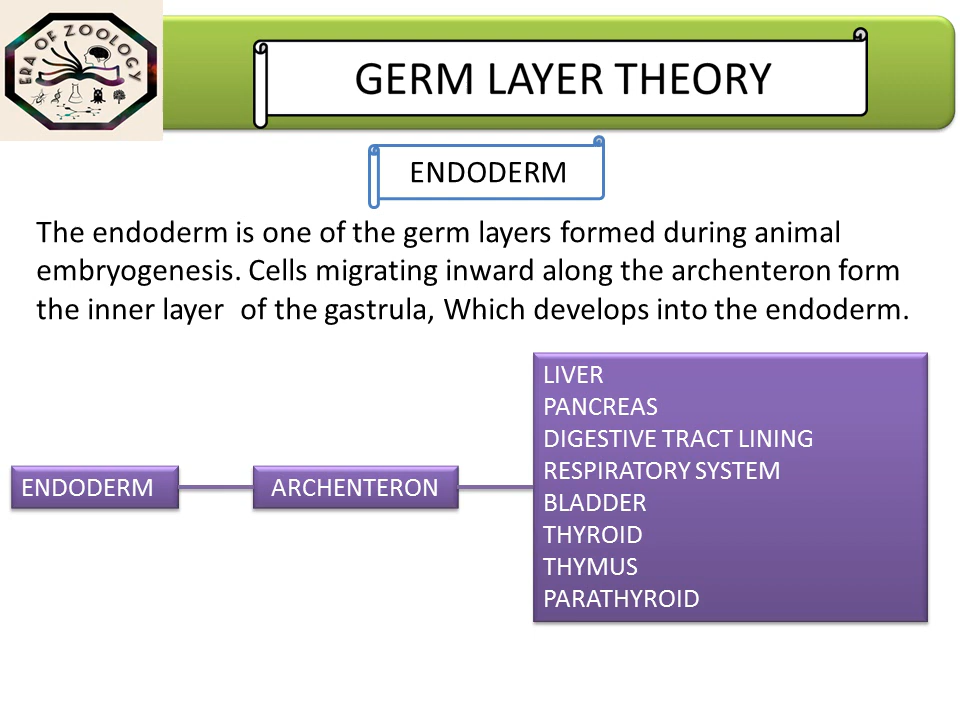 ERA OF ZOOLOGY
GERM LAYER THEORY
ENDODERM
The endoderm is one of the germ layers formed during animal
embryogenesis. Cells migrating inward along the archenteron form
the inner layer  of the gastrula, Which develops into the endoderm.
ENDODERM
ARCHENTERON
LIVER
PANCREAS
DIGESTIVE TRACT LINING
RESPIRATORY SYSTEM
BLADDER
THYROID
THYMUS
PARATHYROID